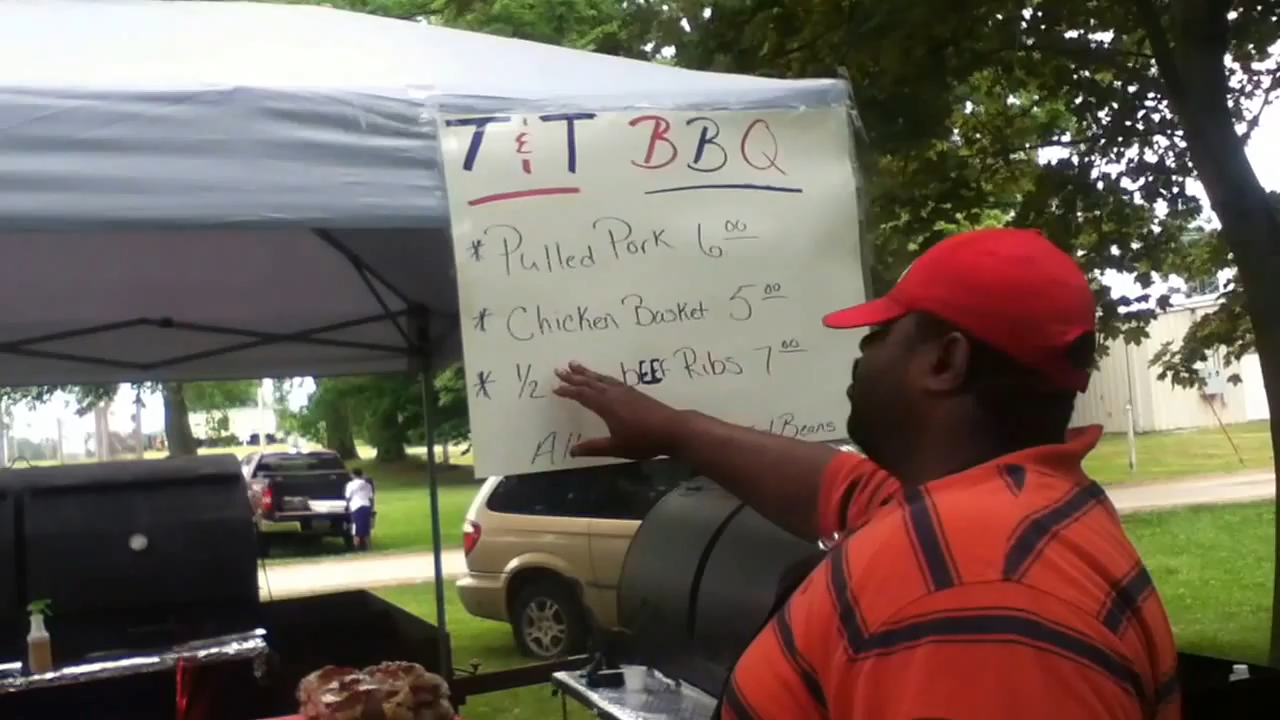 T & T BBQ
* Pulled Pork 6 00
* Chicken Basket 5 00
* 1/2 bEEF Ribs 7 00
Beans